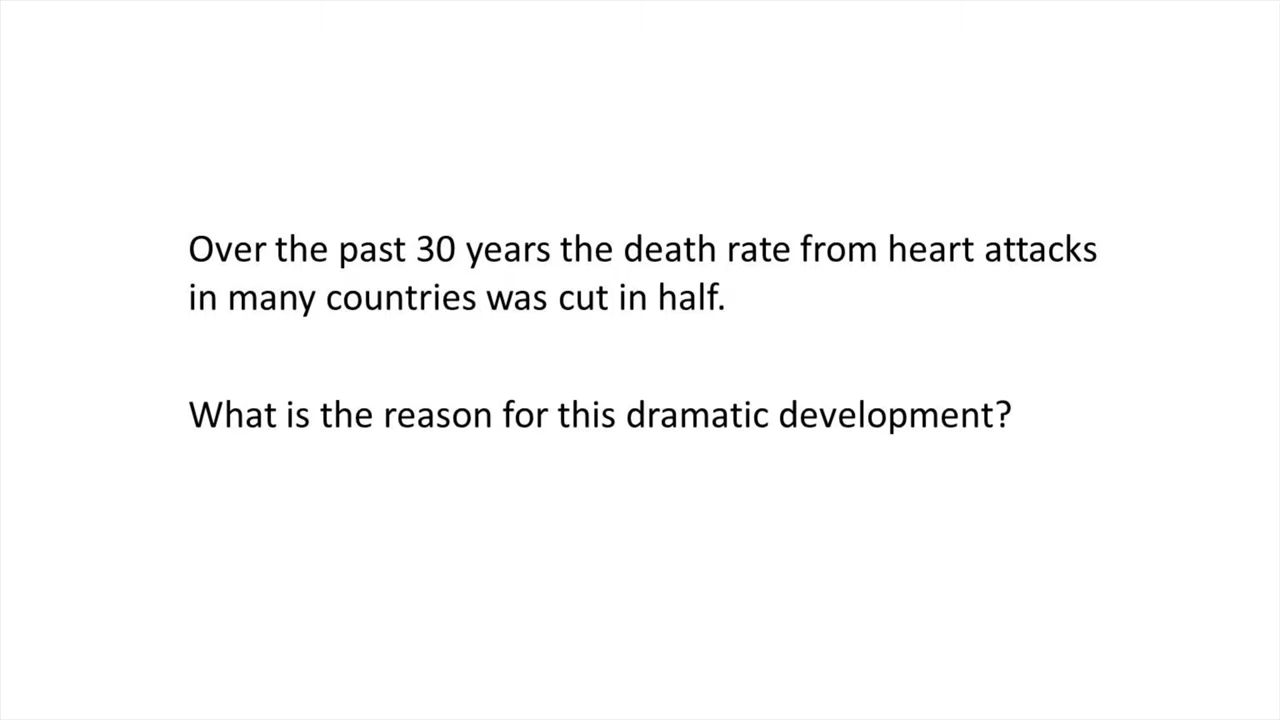 Over the past 30 years the death rate from heart attacks
in many countries was cut in half.
What is the reason for this dramatic development?